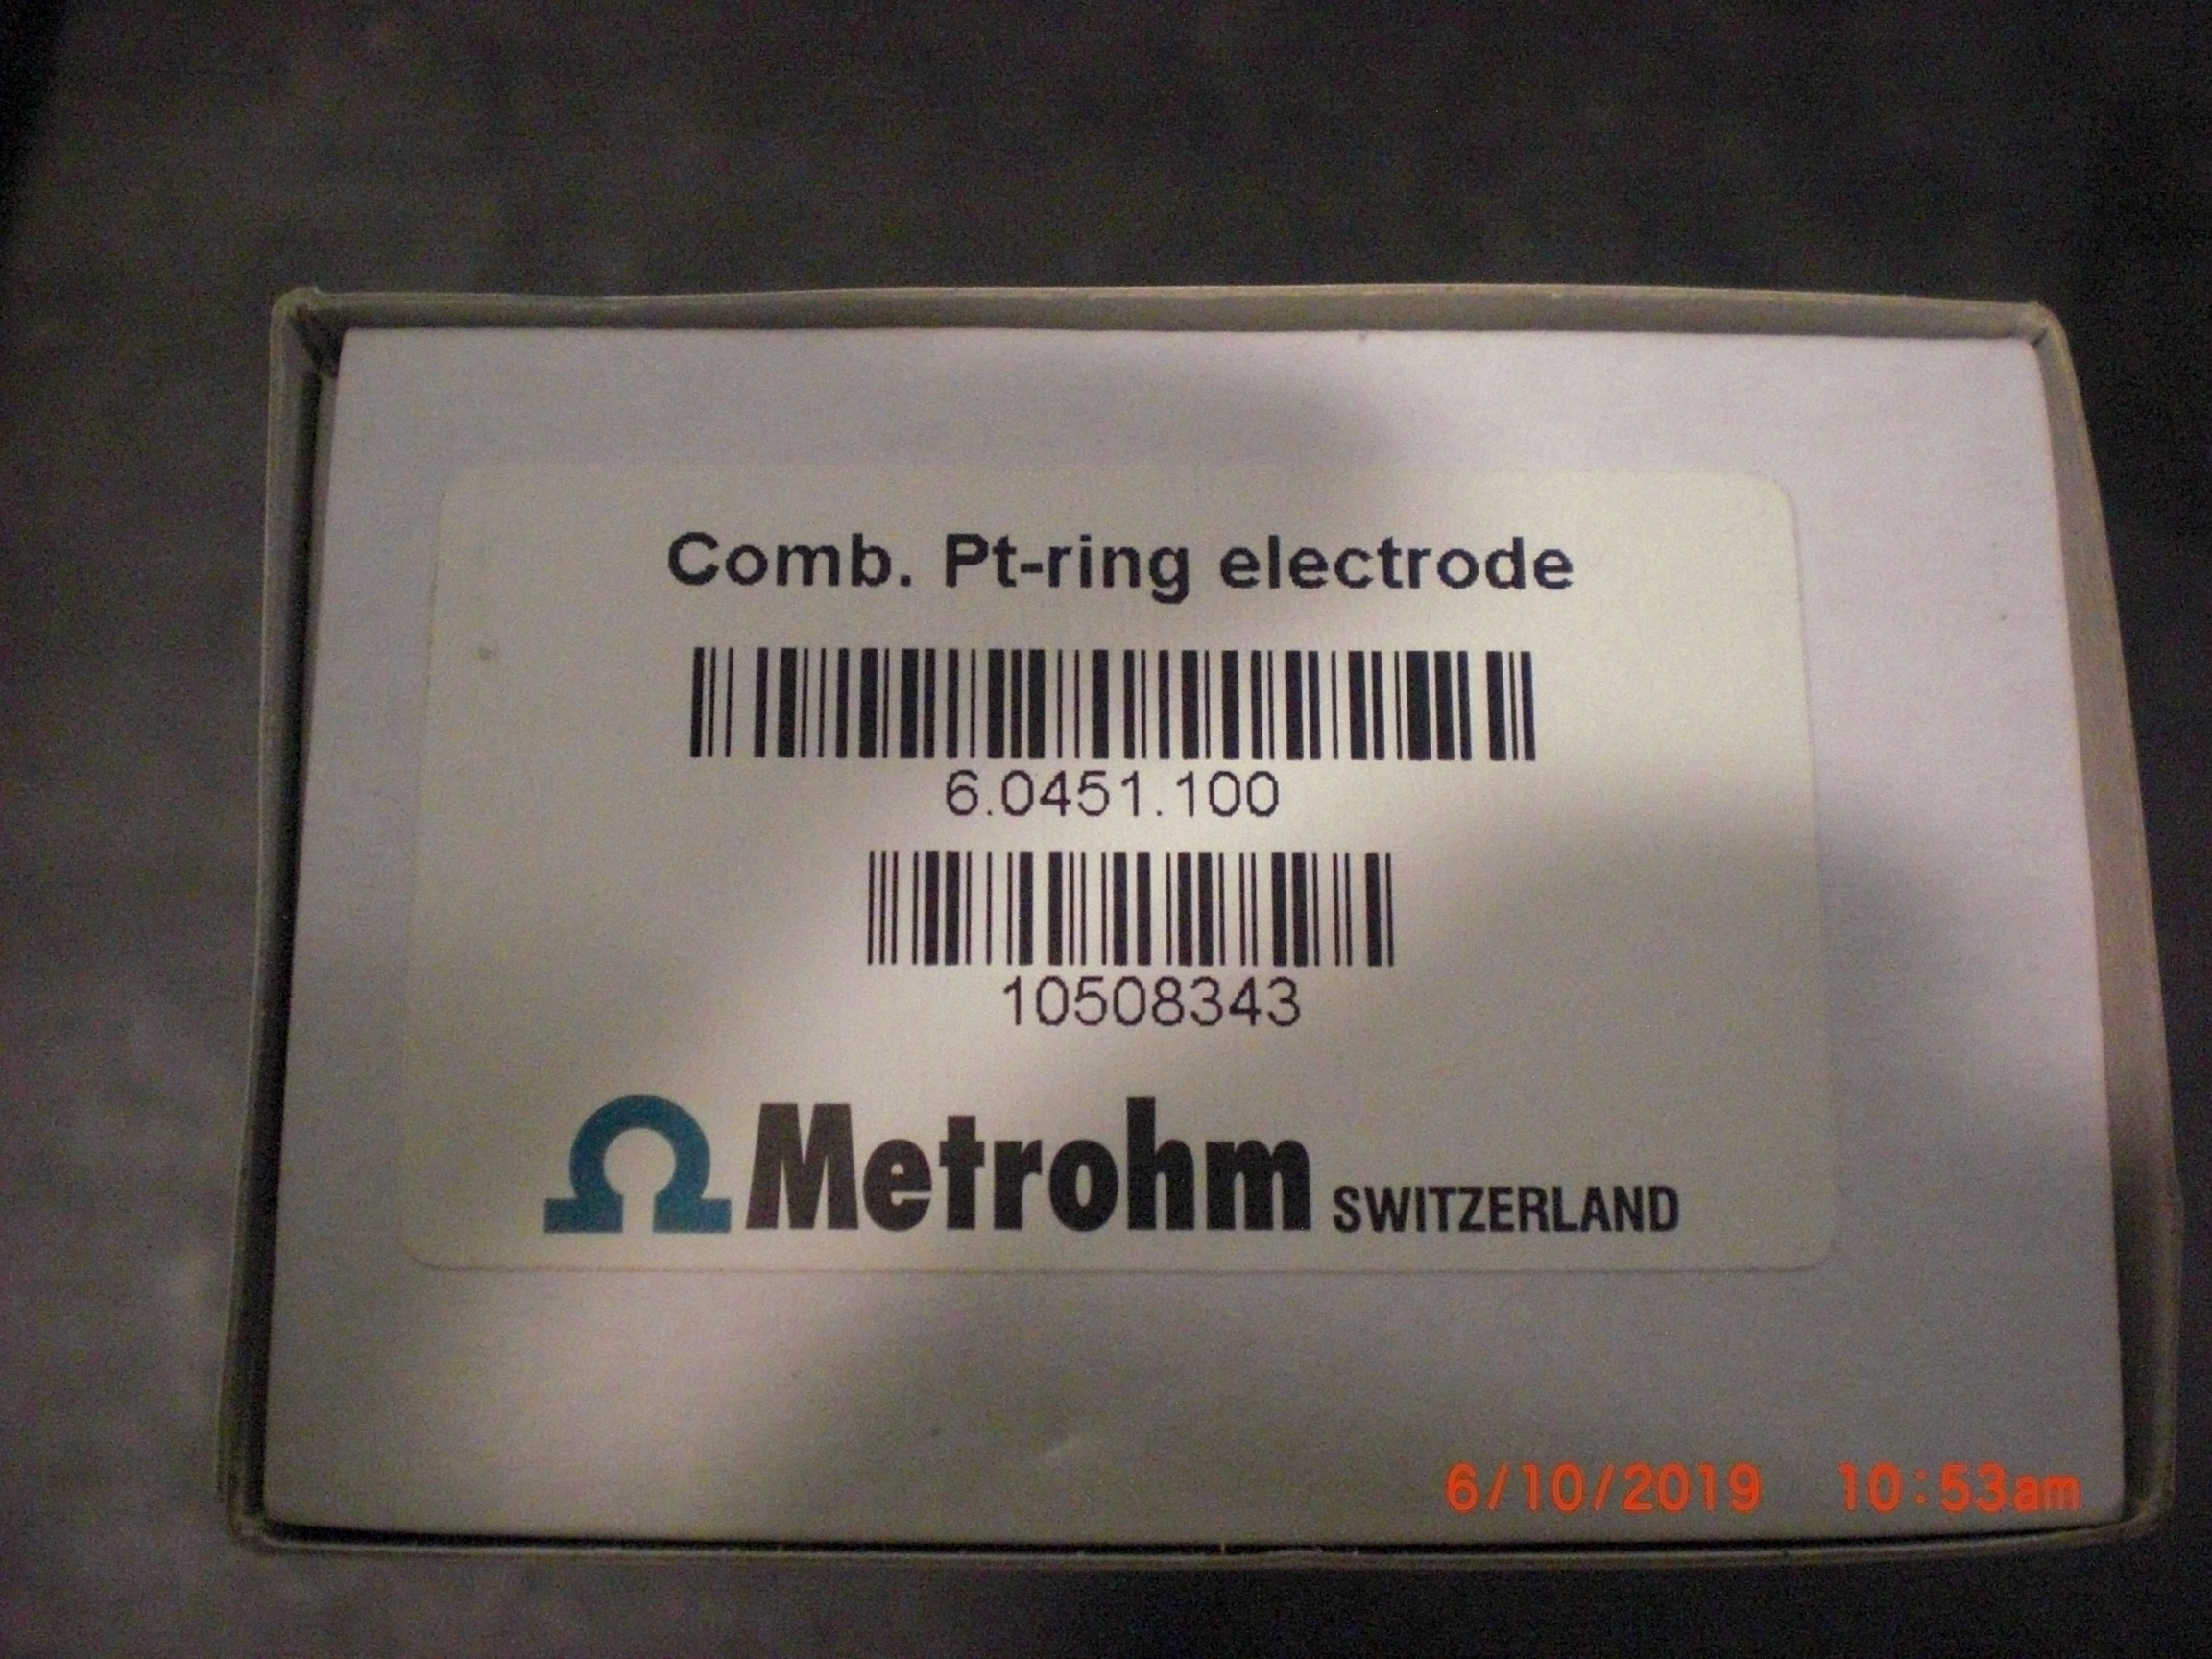 Comb. Pt-ring electrode
6.0451.100
10508343
Metrohm SWITZERLAND
6/10/2019 10:53am